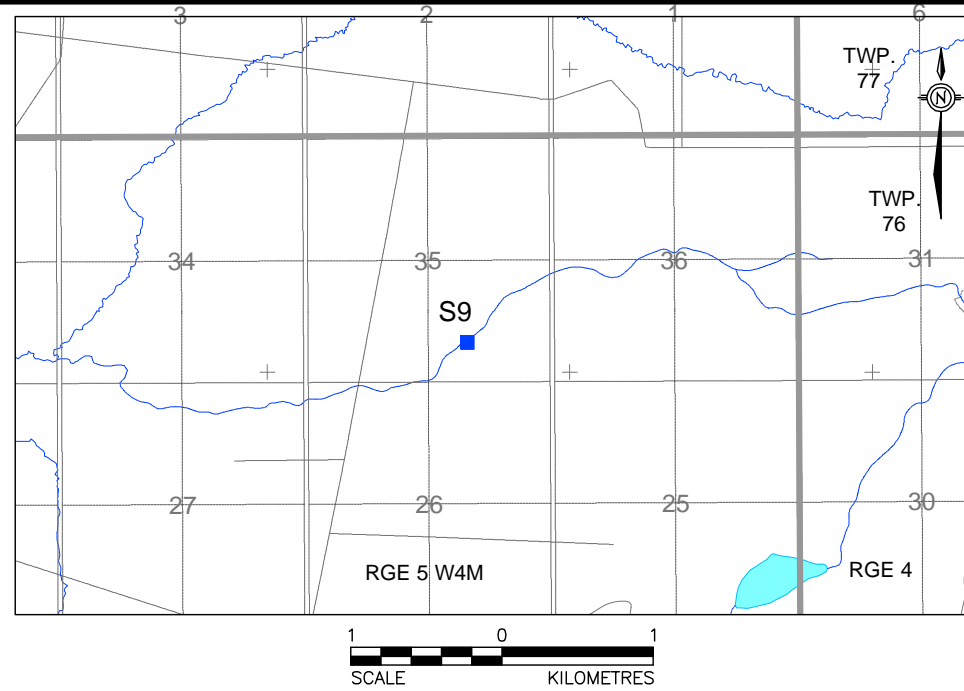 3 2 1 6
TWP.
77
N
TWP.
76
34 35 36 31
S9
27 26 25 30
RGE 5 W4M
RGE 4
1 0 1
SCALE KILOMETRES